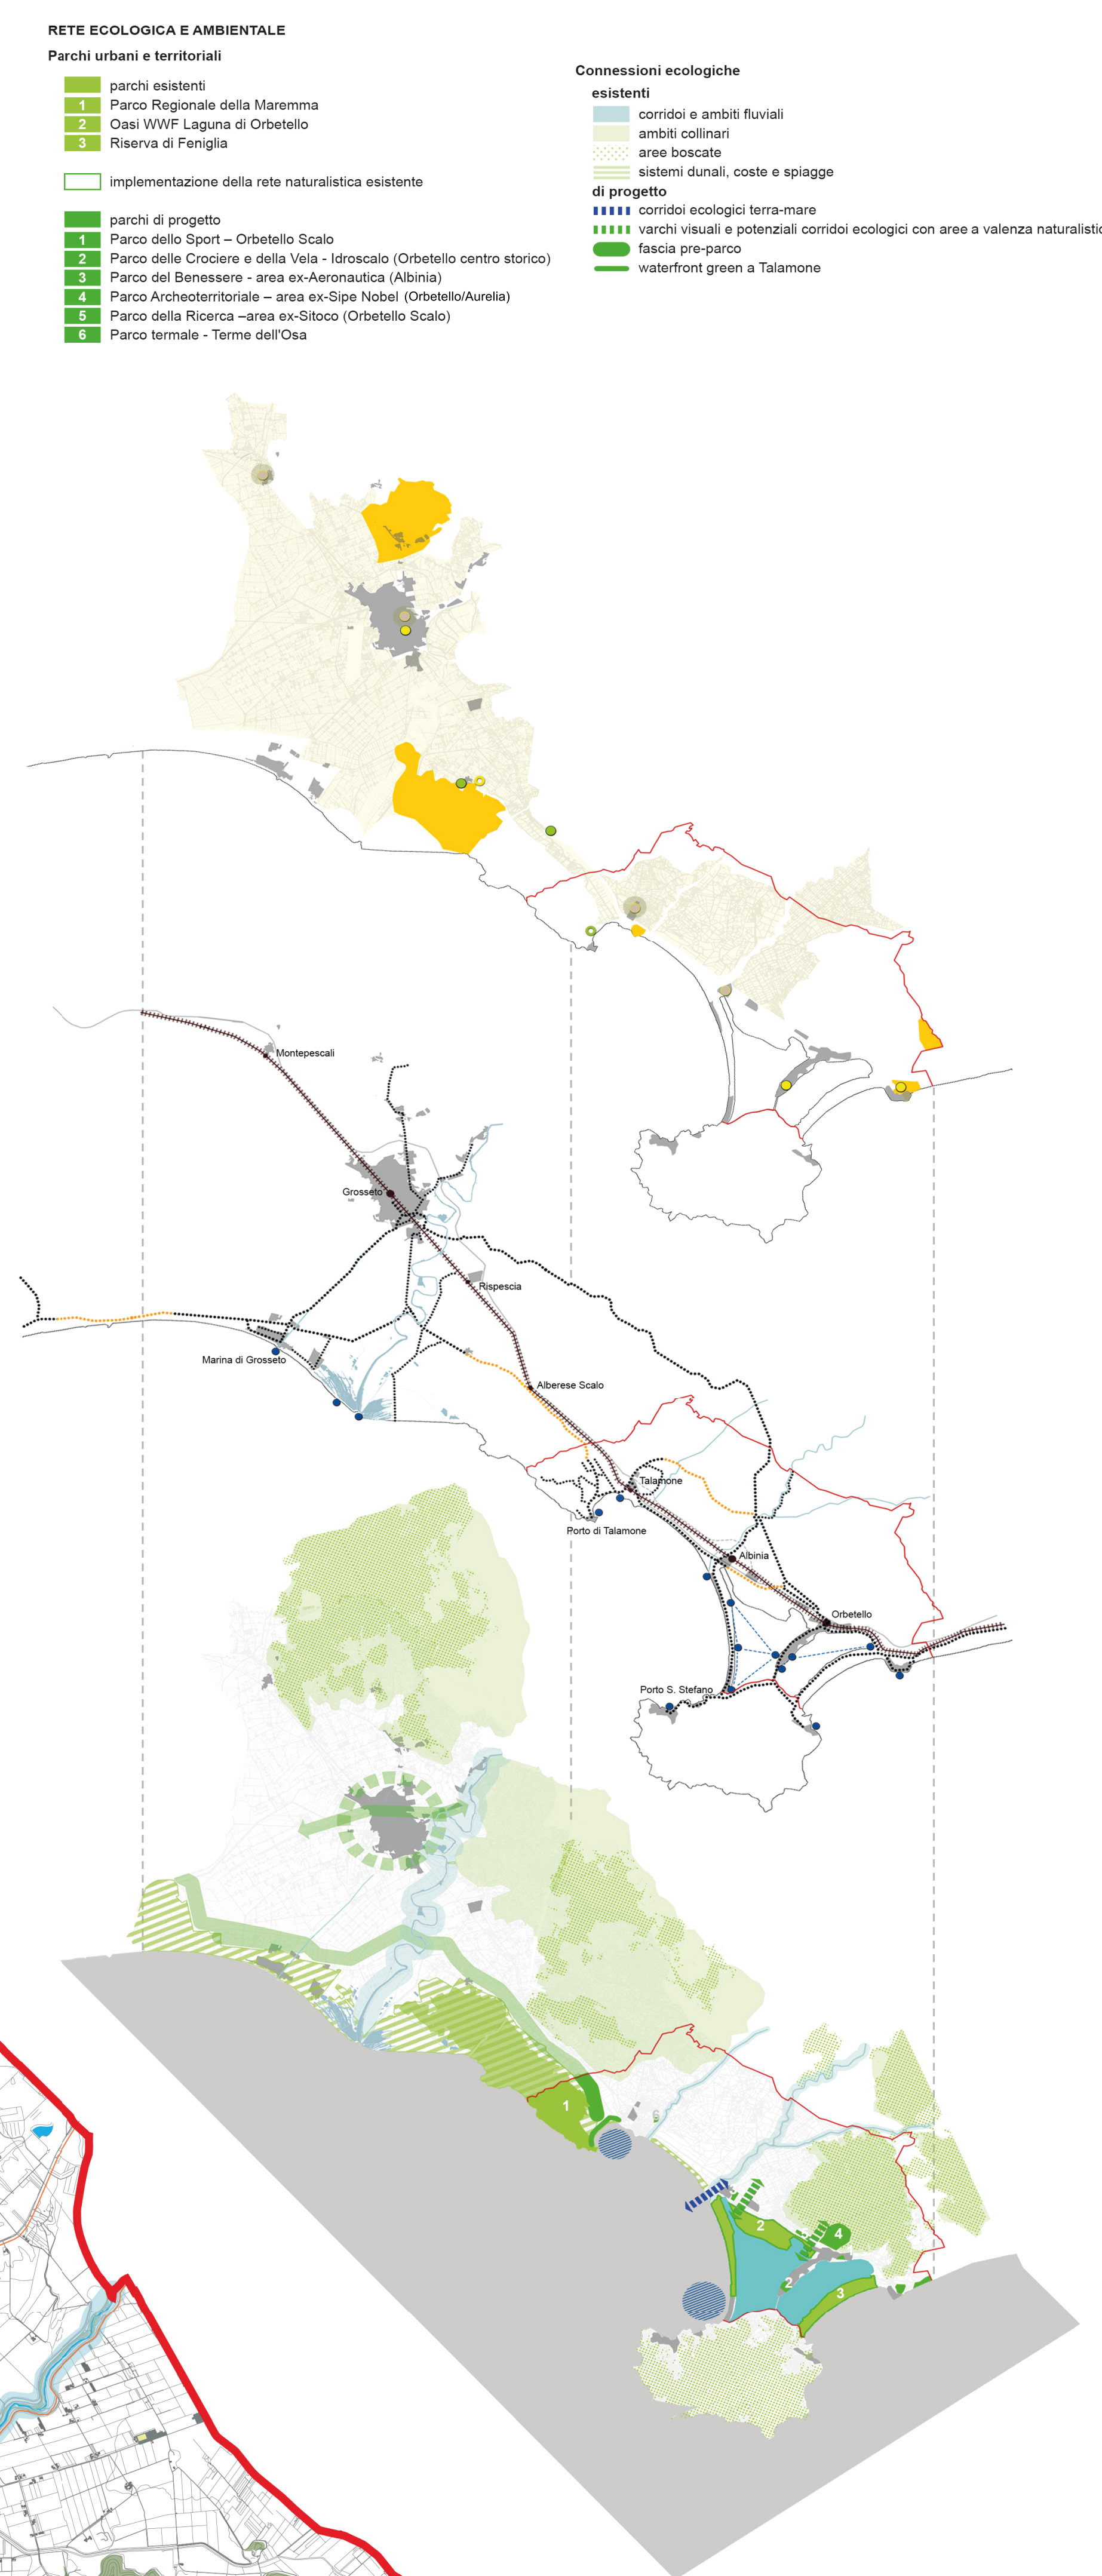 RETE ECOLOGICA E AMBIENTALE
Parchi urbani e territoriali
parchi esistenti
1 Parco Regionale della Maremma
2 Oasi WWF Laguna di Orbetello
3 Riserva di Feniglia
implementazione della rete naturalistica esistente
parchi di progetto
1 Parco dello Sport – Orbetello Scalo
2 Parco delle Crociere e della Vela - Idroscalo (Orbetello centro storico)
3 Parco del Benessere - area ex-Aeronautica (Albinia)
4 Parco Archeoterritoriale – area ex-Sipe Nobel (Orbetello/Aurelia)
5 Parco della Ricerca –area ex-Sitoco (Orbetello Scalo)
6 Parco termale - Terme dell'Osa
Connessioni ecologiche
esistenti
corridoi e ambiti fluviali
ambiti collinari
aree boscate
sistemi dunali, coste e spiagge
di progetto
corridoi ecologici terra-mare
varchi visuali e potenziali corridoi ecologici con aree a valenza naturalistic
fascia pre-parco
waterfront green a Talamone
Montepescali
Grosseto
Rispescia
Marina di Grosseto
Alberese Scalo
Talamone
Porto di Talamone
Albinia
Orbetello
Porto S. Stefano
1
6
2
4
2
3